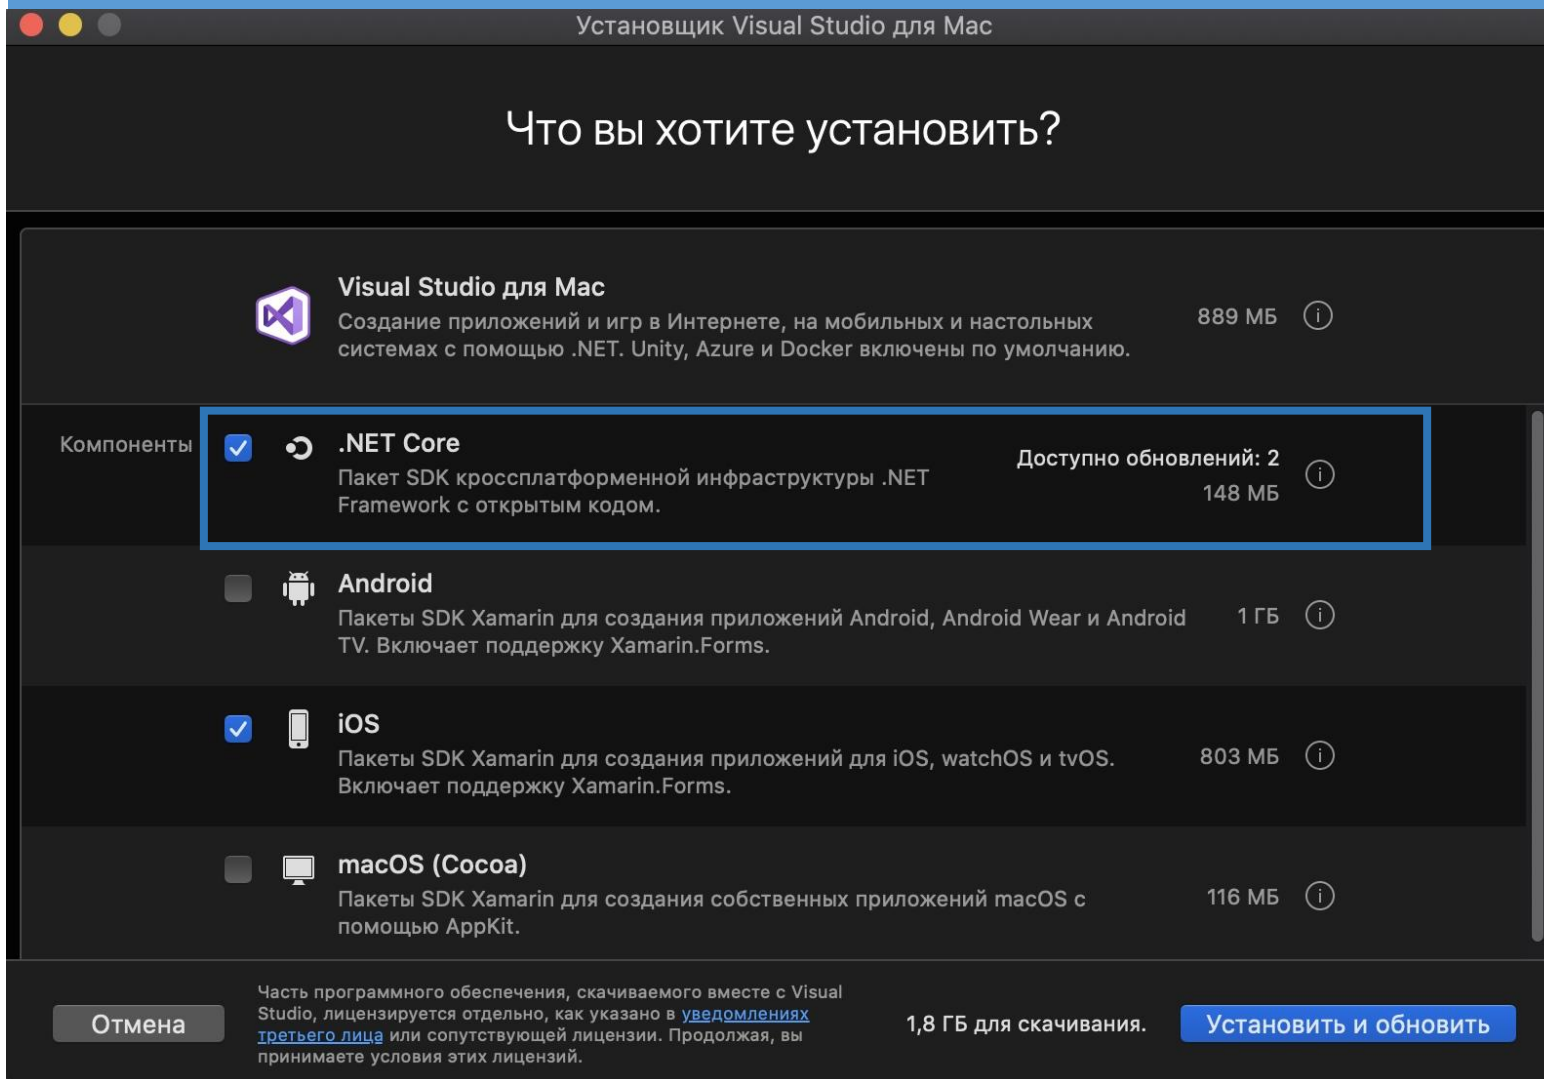 Установщик Visual Studio для Mac
Что вы хотите установить?
Visual Studio для Mac
Создание приложений и игр в Интернете, на мобильных и настольных
системах с помощью .NET. Unity, Azure и Docker включены по умолчанию.
889 МБ
Компоненты
.NET Core
Пакет SDK кроссплатформенной инфраструктуры .NET
Framework с открытым кодом.
Доступно обновлений: 2
148 МБ
Android
Пакеты SDK Xamarin для создания приложений Android, Android Wear и Android
TV. Включает поддержку Xamarin.Forms.
1 ГБ
iOS
Пакеты SDK Xamarin для создания приложений для iOS, watchOS и tvOS.
Включает поддержку Xamarin.Forms.
803 МБ
macOS (Cocoa)
Пакеты SDK Xamarin для создания собственных приложений macOS с
помощью AppKit.
116 МБ
Отмена
Часть программного обеспечения, скачиваемого вместе с Visual
Studio, лицензируется отдельно, как указано в уведомлениях
третьего лица или сопутствующей лицензии. Продолжая, вы
принимаете условия этих лицензий.
1,8 ГБ для скачивания.
Установить и обновить